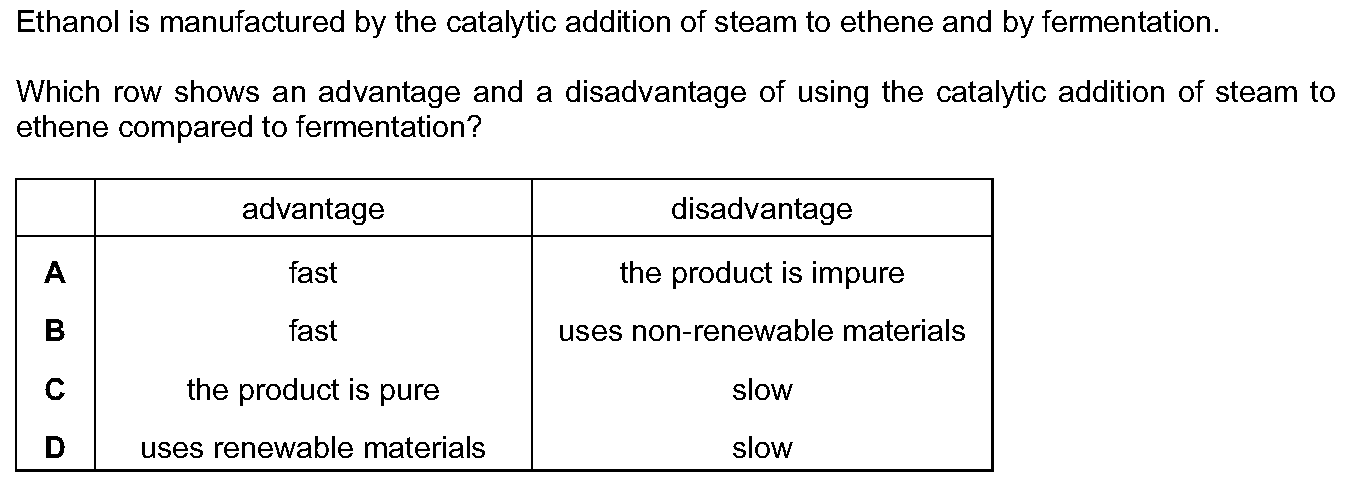 Ethanol is manufactured by the catalytic addition of steam to ethene and by fermentation.
Which row shows an advantage and a disadvantage of using the catalytic addition of steam to
ethene compared to fermentation?
advantage disadvantage
A fast the product is impure
B fast uses non-renewable materials
C the product is pure slow
D uses renewable materials slow